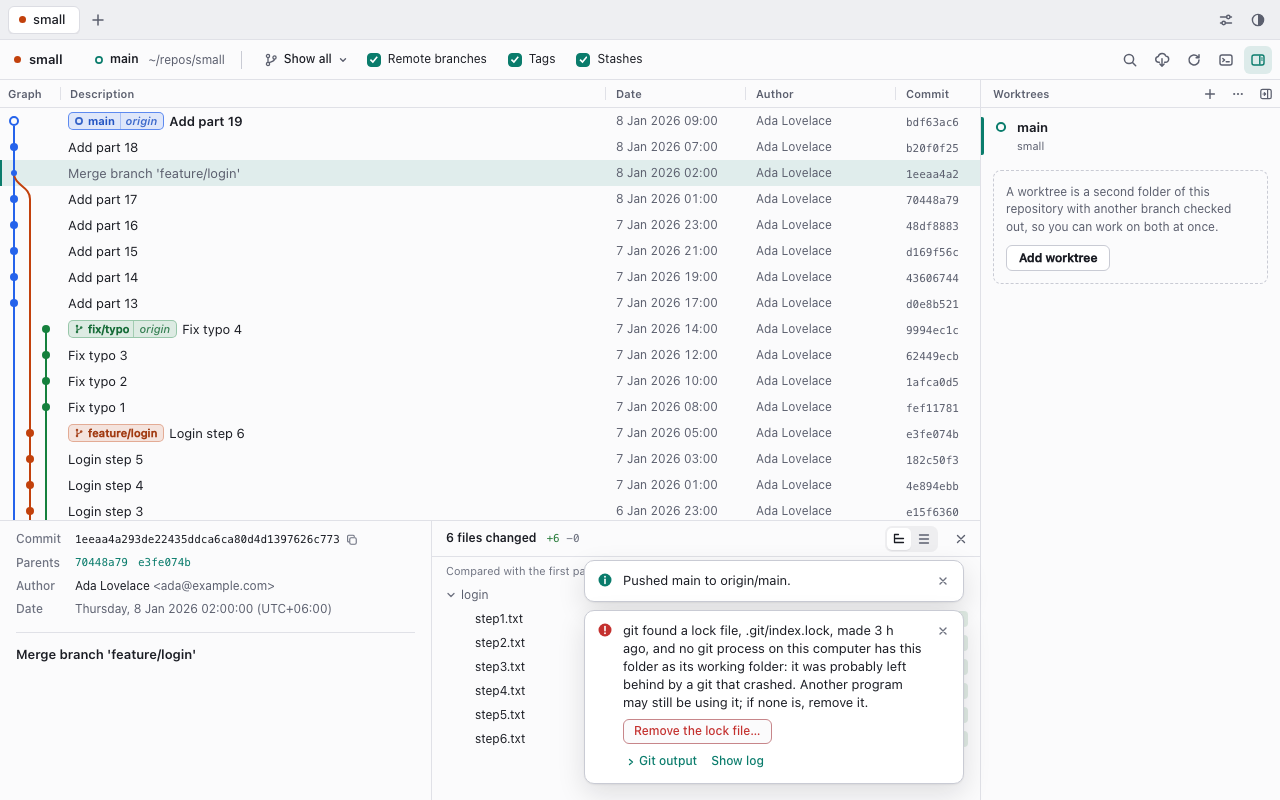 small
small
main ~/repos/small
Show all
Remote branches
Tags
Stashes
Graph Description Date Author Commit
main origin Add part 19 8 Jan 2026 09:00 Ada Lovelace bdf63ac6
Add part 18 8 Jan 2026 07:00 Ada Lovelace b20f0f25
Merge branch 'feature/login' 8 Jan 2026 02:00 Ada Lovelace 1eeaa4a2
Add part 17 8 Jan 2026 01:00 Ada Lovelace 70448a79
Add part 16 7 Jan 2026 23:00 Ada Lovelace 48df8883
Add part 15 7 Jan 2026 21:00 Ada Lovelace d169f56c
Add part 14 7 Jan 2026 19:00 Ada Lovelace 43606744
Add part 13 7 Jan 2026 17:00 Ada Lovelace d0e8b521
fix/typo origin Fix typo 4 7 Jan 2026 14:00 Ada Lovelace 9994ec1c
Fix typo 3 7 Jan 2026 12:00 Ada Lovelace 62449ecb
Fix typo 2 7 Jan 2026 10:00 Ada Lovelace 1afca0d5
Fix typo 1 7 Jan 2026 08:00 Ada Lovelace fef11781
feature/login Login step 6 7 Jan 2026 05:00 Ada Lovelace e3fe074b
Login step 5 7 Jan 2026 03:00 Ada Lovelace 182c50f3
Login step 4 7 Jan 2026 01:00 Ada Lovelace 4e894ebb
Login step 3 6 Jan 2026 23:00 Ada Lovelace e15f6360
Worktrees
main
small
A worktree is a second folder of this
repository with another branch checked
out, so you can work on both at once.
Add worktree
Commit 1eeaa4a293de22435ddca6ca80d4d1397626c773
Parents 70448a79 e3fe074b
Author Ada Lovelace <ada@example.com>
Date Thursday, 8 Jan 2026 02:00:00 (UTC+06:00)
Merge branch 'feature/login'
6 files changed +6 −0
Compared with the first pa
login
step1.txt
step2.txt
step3.txt
step4.txt
step5.txt
step6.txt
Pushed main to origin/main.
git found a lock file, .git/index.lock, made 3 h
ago, and no git process on this computer has this
folder as its working folder: it was probably left
behind by a git that crashed. Another program
may still be using it; if none is, remove it.
Remove the lock file…
Git output Show log